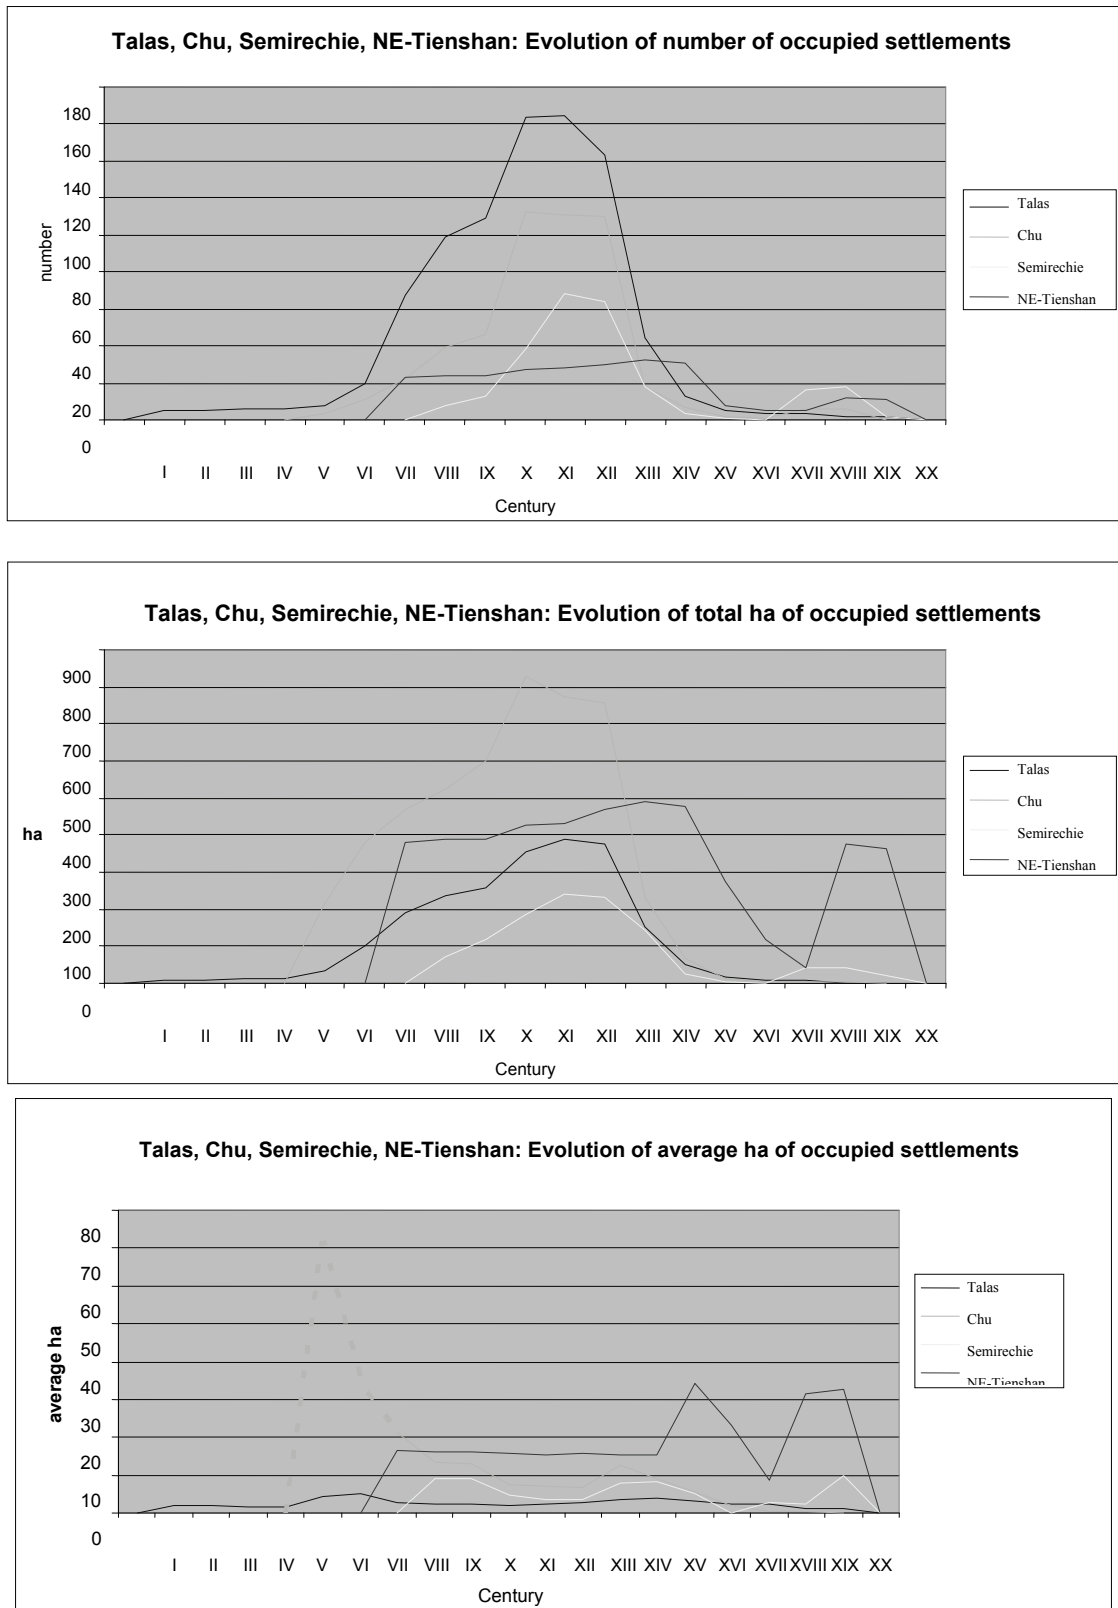 Talas, Chu, Semirechie, NE-Tienshan: Evolution of number of occupied settlements
180
160
140
120
100
80
60
40
20
0
number
I II III IV V VI VII VIII IX X XI XII XIII XIV XV XVI XVII XVIII XIX XX
Century
Talas
Chu
Semirechie
NE-Tienshan
Talas, Chu, Semirechie, NE-Tienshan: Evolution of total ha of occupied settlements
900
800
700
600
500
400
300
200
100
0
ha
I II III IV V VI VII VIII IX X XI XII XIII XIV XV XVI XVII XVIII XIX XX
Century
Talas
Chu
Semirechie
NE-Tienshan
Talas, Chu, Semirechie, NE-Tienshan: Evolution of average ha of occupied settlements
80
70
60
50
40
30
20
10
0
average ha
I II III IV V VI VII VIII IX X XI XII XIII XIV XV XVI XVII XVIII XIX XX
Century
Talas
Chu
Semirechie
NE-Tienshan